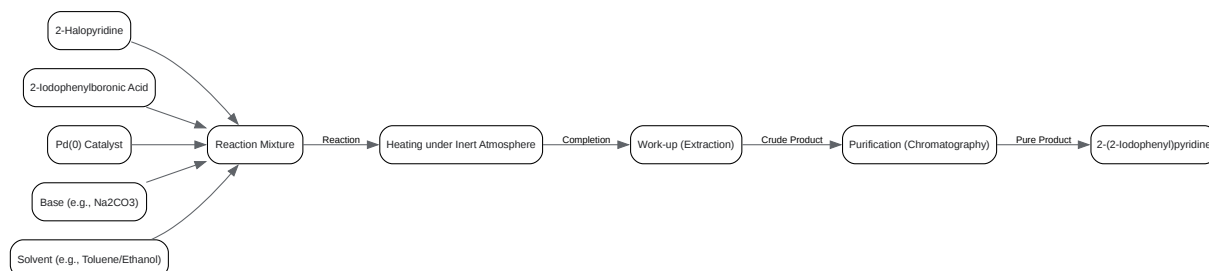 2-Halopyridine
2-Iodophenylboronic Acid
Pd(0) Catalyst
Base (e.g., Na2CO3)
Solvent (e.g., Toluene/Ethanol)
Reaction Mixture
Reaction
Heating under Inert Atmosphere
Completion
Work-up (Extraction)
Crude Product
Purification (Chromatography)
Pure Product
2-(2-Iodophenyl)pyridine